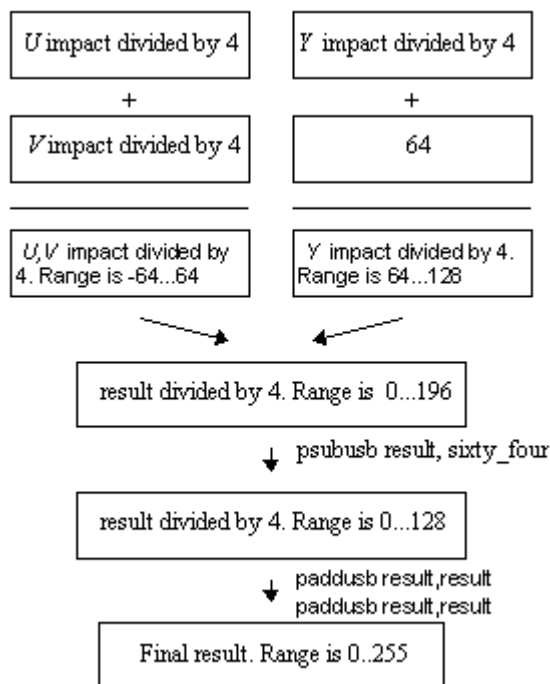 U impact divided by 4
+
V impact divided by 4
U,V impact divided by
4. Range is -64...64
Y impact divided by 4
+
64
Y impact divided by 4.
Range is 64...128
result divided by 4. Range is 0...196
psubusb result, sixty_four
result divided by 4. Range is 0...128
paddusb result,result
paddusb result,result
Final result. Range is 0..255